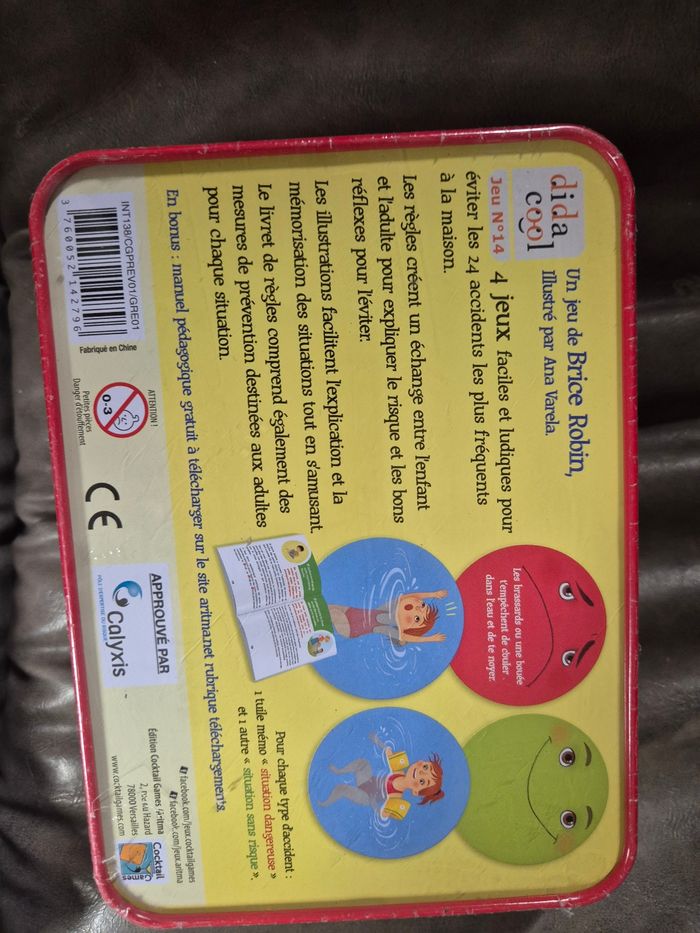 dida
cool
Un jeu de Brice Robin,
Illustré par Ana Varela.
Jeu N°14
4 jeux faciles et ludiques pour
éviter les 24 accidents les plus fréquents
à la maison.
Les règles créent un échange entre l'enfant
et l'adulte pour expliquer le risque et les bons
réflexes pour l'éviter.
Les illustrations facilitent l'explication et la
mémorisation des situations tout en s'amusant.
Le livret de règles comprend également des
mesures de prévention destinées aux adultes
pour chaque situation.
En bonus : manuel pédagogique gratuit à télécharger sur le site aritma.net rubrique téléchargements.
Les brassards ou une bouée
t'empêchent de couler
dans l'eau et de te noyer.
Pour chaque type d'accident :
1 tuile mémo « situation dangereuse »
et 1 autre « situation sans risque ».
INT138/CGPREV01/GRE01
3 760052 142796
Fabriqué en Chine
ATTENTION !
0-3
Petites pièces
Danger d'étouffement
CE
APPROUVÉ PAR
Calyxis
PÔLE D'EXPERTISE DU RISQUE
facebook.com/jeux.cocktailgames
facebook.com/jeux.aritma
Édition Cocktail Games /Aritma
2, rue du Hazard
78000 Versailles
www.cocktailgames.com
Cocktail
Games